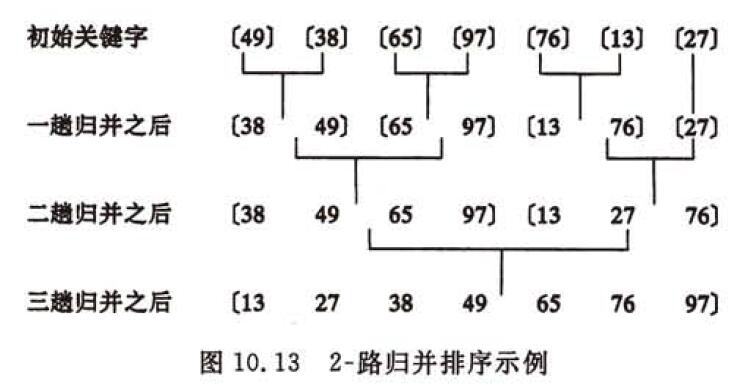 初始关键字 〔49〕 〔38〕 〔65〕 〔97〕 〔76〕 〔13〕 〔27〕
一趟归并之后 〔38 49〕 〔65 97〕 〔13 76〕 〔27〕
二趟归并之后 〔38 49 65 97〕 〔13 27 76〕
三趟归并之后 〔13 27 38 49 65 76 97〕
图 10.13 2-路归并排序示例